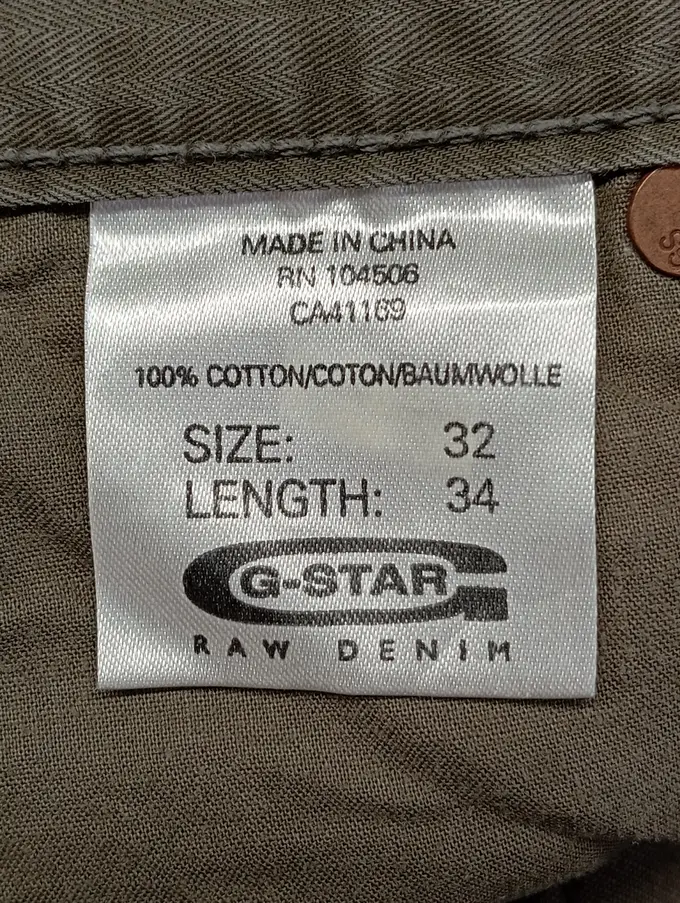 MADE IN CHINA
RN 104506
CA41169
100% COTTON/COTON/BAUMWOLLE
SIZE: 32
LENGTH: 34
G-STAR
RAW DENIM